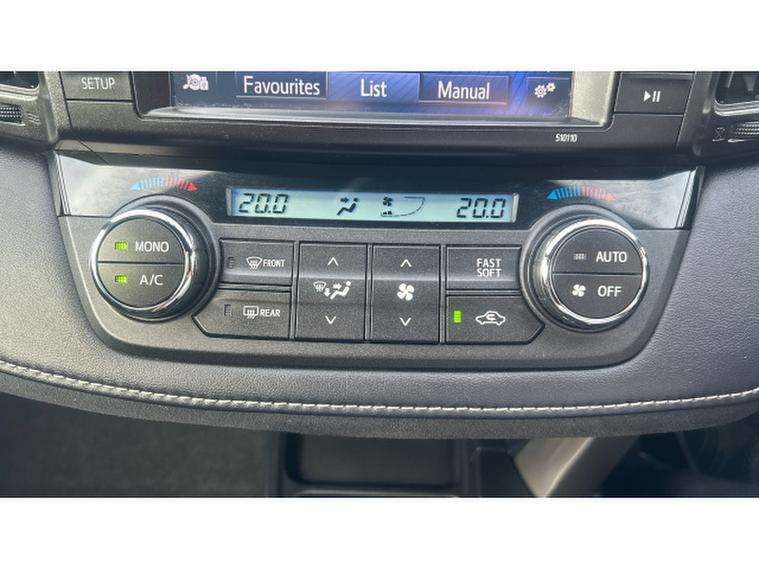 SETUP
Favourites List Manual
510110
20.0 20.0
MONO
A/C
FRONT
REAR
FAST
SOFT
AUTO
OFF